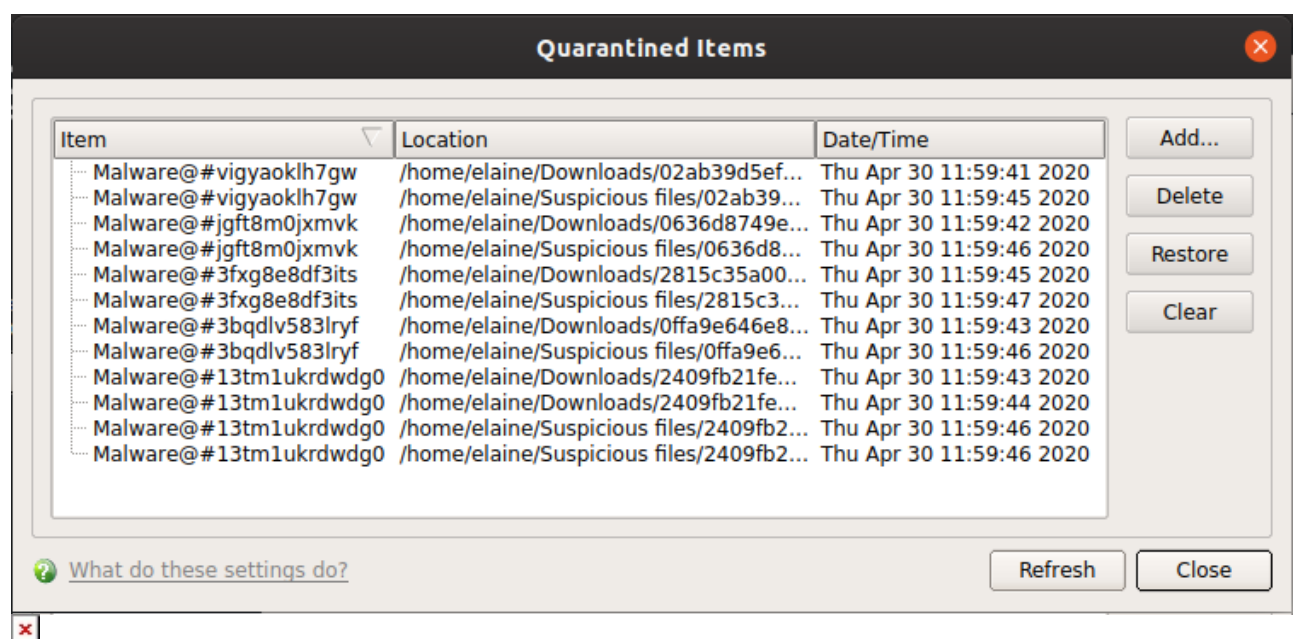 Quarantined Items
Item Location Date/Time
Malware@#vigyaoklh7gw /home/elaine/Downloads/02ab39d5ef... Thu Apr 30 11:59:41 2020
Malware@#vigyaoklh7gw /home/elaine/Suspicious files/02ab39... Thu Apr 30 11:59:45 2020
Malware@#jgft8m0jxmvk /home/elaine/Downloads/0636d8749e... Thu Apr 30 11:59:42 2020
Malware@#jgft8m0jxmvk /home/elaine/Suspicious files/0636d8... Thu Apr 30 11:59:46 2020
Malware@#3fxg8e8df3its /home/elaine/Downloads/2815c35a00... Thu Apr 30 11:59:45 2020
Malware@#3fxg8e8df3its /home/elaine/Suspicious files/2815c3... Thu Apr 30 11:59:47 2020
Malware@#3bqdlv583lryf /home/elaine/Downloads/0ffa9e646e8... Thu Apr 30 11:59:43 2020
Malware@#3bqdlv583lryf /home/elaine/Suspicious files/0ffa9e6... Thu Apr 30 11:59:46 2020
Malware@#13tm1ukrdwdg0 /home/elaine/Downloads/2409fb21fe... Thu Apr 30 11:59:43 2020
Malware@#13tm1ukrdwdg0 /home/elaine/Downloads/2409fb21fe... Thu Apr 30 11:59:44 2020
Malware@#13tm1ukrdwdg0 /home/elaine/Suspicious files/2409fb2... Thu Apr 30 11:59:46 2020
Malware@#13tm1ukrdwdg0 /home/elaine/Suspicious files/2409fb2... Thu Apr 30 11:59:46 2020
Add...
Delete
Restore
Clear
What do these settings do?
Refresh Close